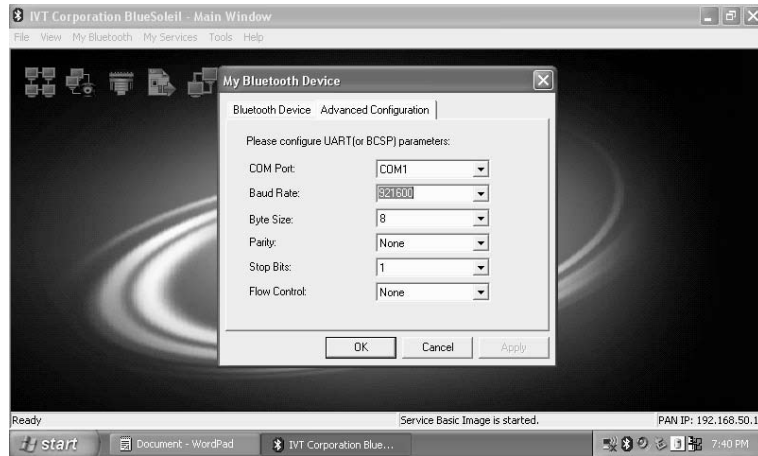 IVT Corporation BlueSoleil - Main Window
File View My Bluetooth My Services Tools Help
My Bluetooth Device
Bluetooth Device Advanced Configuration
Please configure UART(or BCSP) parameters:
COM Port: COM1
Baud Rate: 921600
Byte Size: 8
Parity: None
Stop Bits: 1
Flow Control: None
OK Cancel Apply
Ready Service Basic Image is started. PAN IP: 192.168.50.1
start Document - WordPad IVT Corporation Blue... 7:40 PM